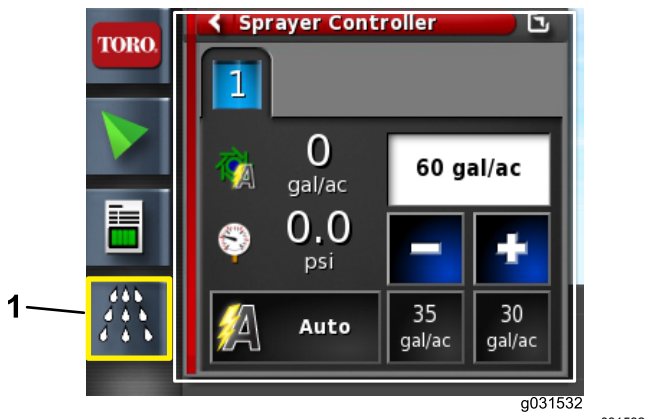 TORO.
Sprayer Controller
1
0
gal/ac
60 gal/ac
0.0
psi
A Auto
35
gal/ac
30
gal/ac
1
g031532